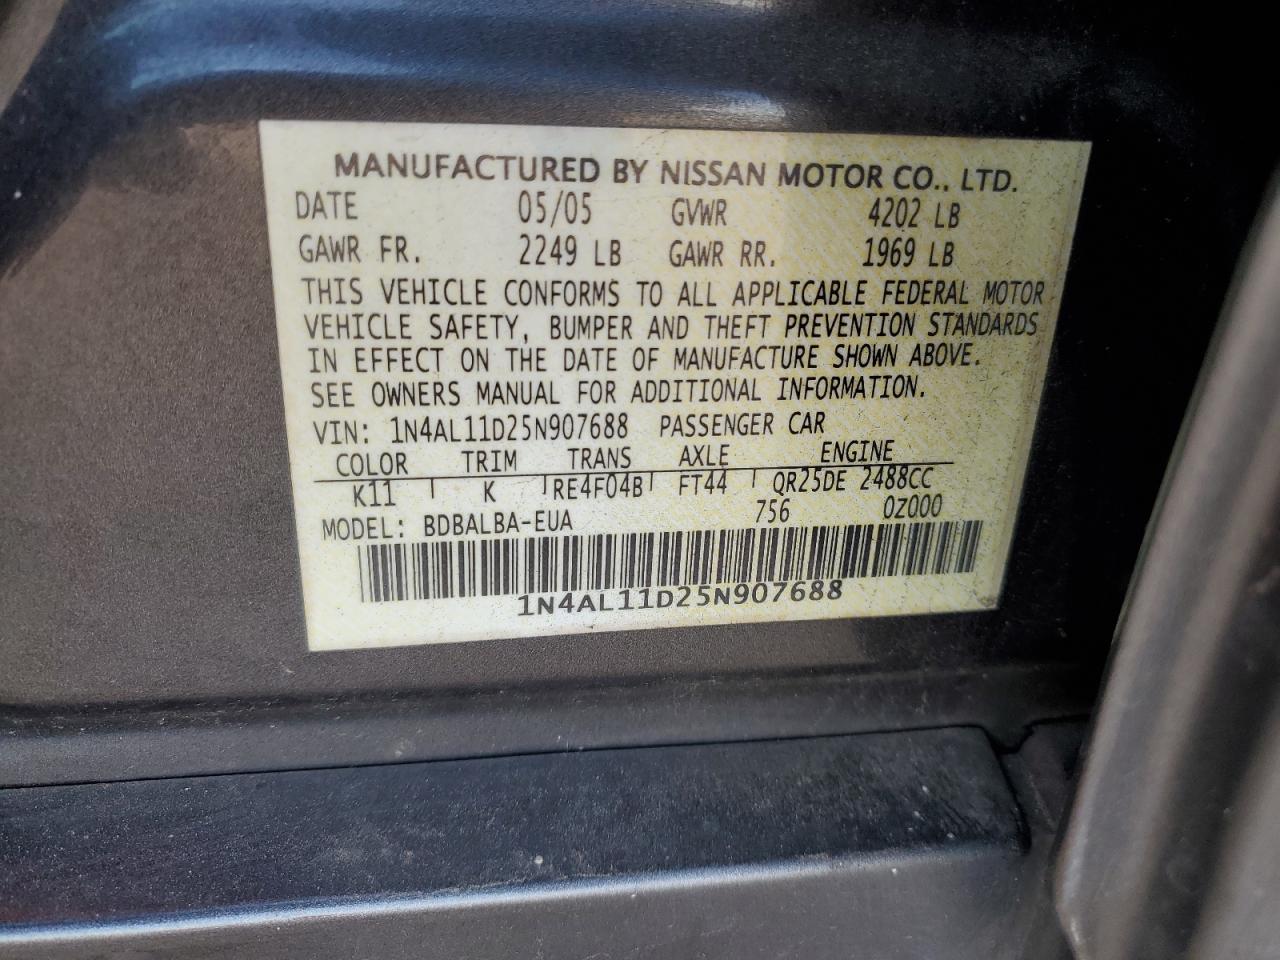 MANUFACTURED BY NISSAN MOTOR CO., LTD.
DATE 05/05 GVWR 4202 LB
GAWR FR. 2249 LB GAWR RR. 1969 LB
THIS VEHICLE CONFORMS TO ALL APPLICABLE FEDERAL MOTOR
VEHICLE SAFETY, BUMPER AND THEFT PREVENTION STANDARDS
IN EFFECT ON THE DATE OF MANUFACTURE SHOWN ABOVE.
SEE OWNERS MANUAL FOR ADDITIONAL INFORMATION.
VIN: 1N4AL11D25N907688 PASSENGER CAR
COLOR TRIM TRANS AXLE ENGINE
K11 K RE4F04B FT44 QR25DE 2488CC
MODEL: BDBALBA-EUA 756 0Z000
1N4AL11D25N907688